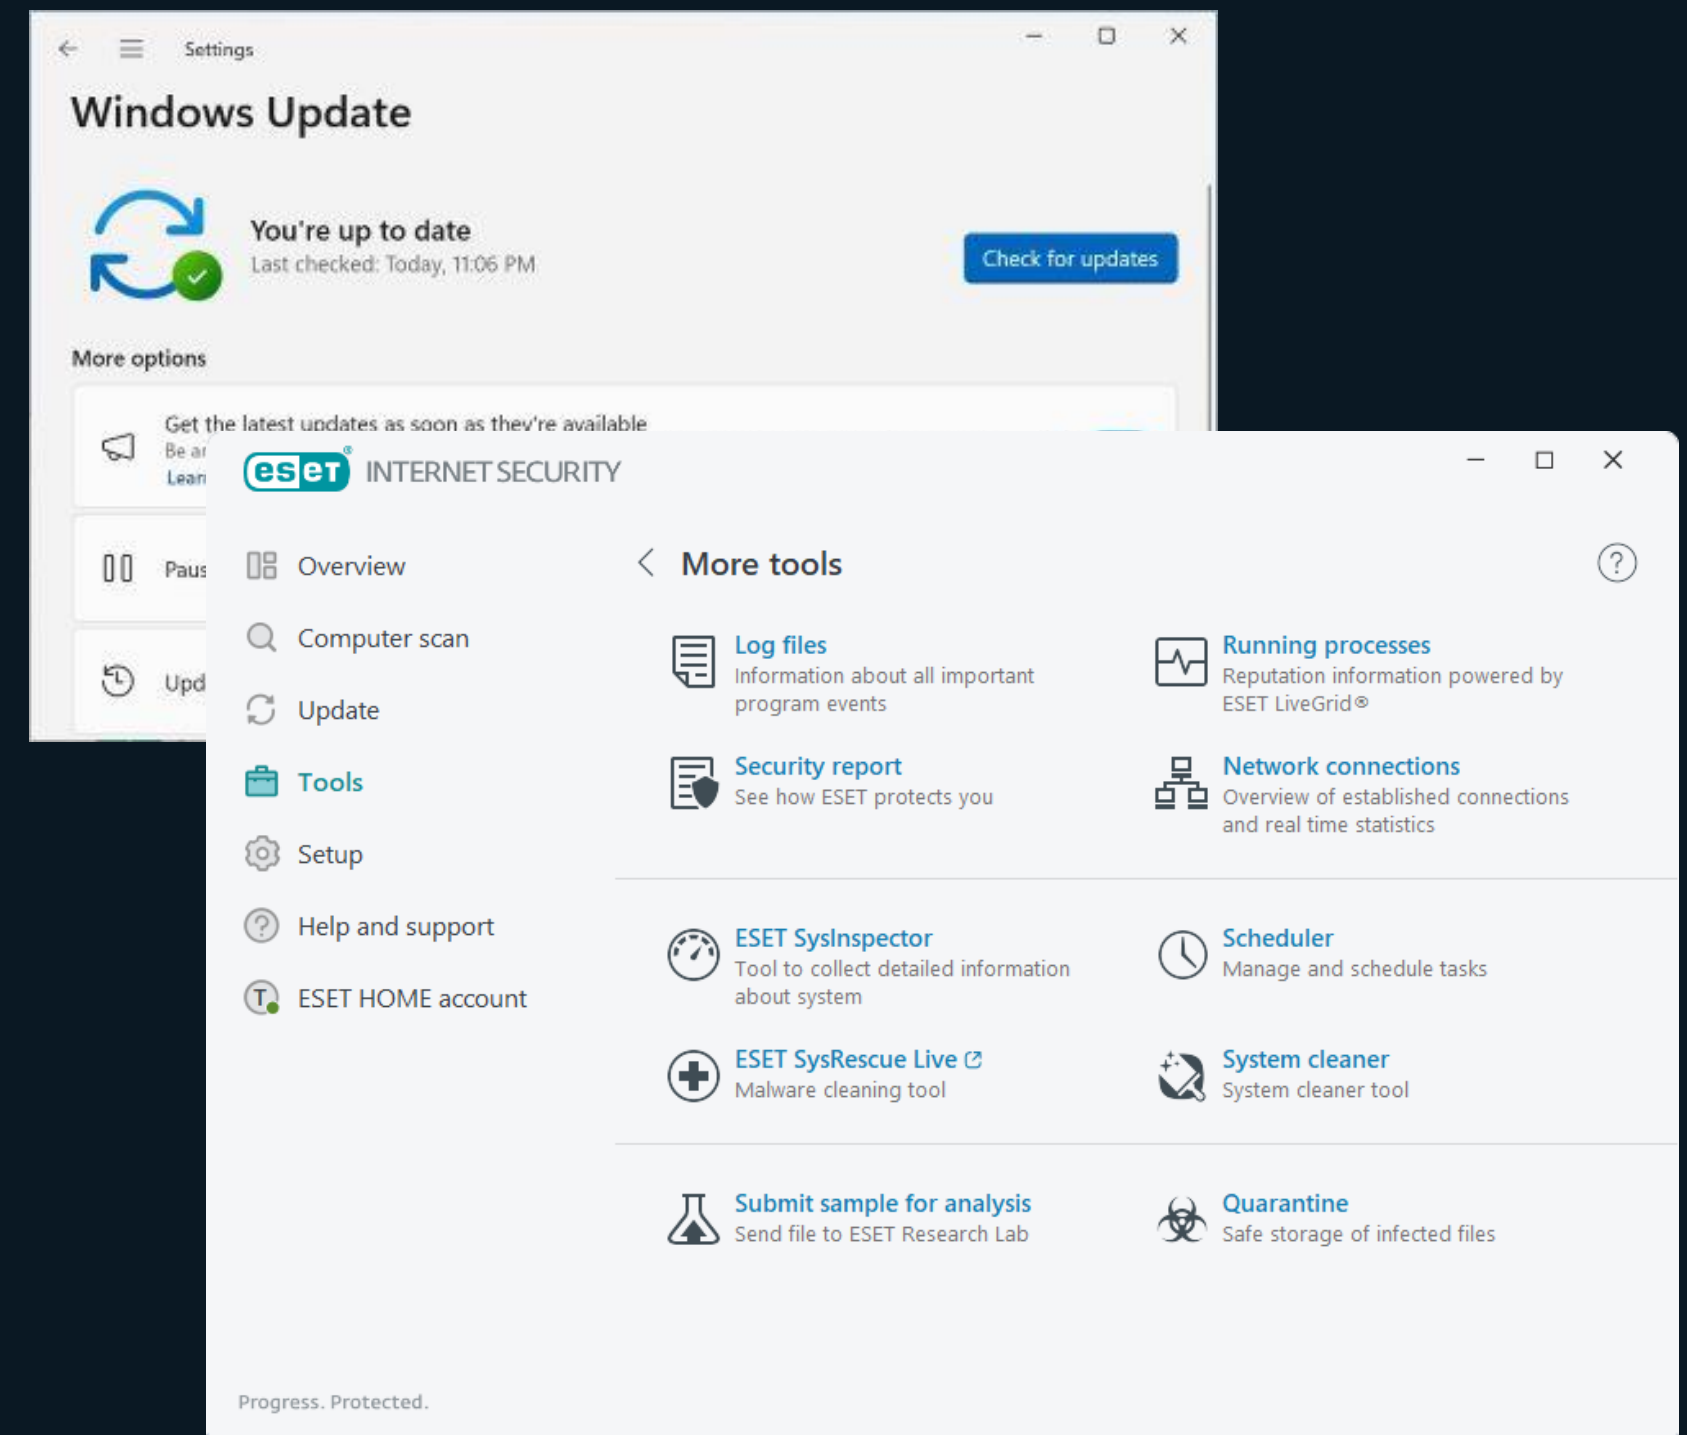 Settings
Windows Update
You're up to date
Last checked: Today, 11:06 PM
Check for updates
More options
Get the latest updates as soon as they're available
Be
Learn
eset® INTERNET SECURITY
Overview
Computer scan
Update
Tools
Setup
Help and support
T
ESET HOME account
More tools
?
Log files
Information about all important
program events
Running processes
Reputation information powered by
ESET LiveGrid®
Security report
See how ESET protects you
Network connections
Overview of established connections
and real time statistics
ESET SysInspector
Tool to collect detailed information
about system
Scheduler
Manage and schedule tasks
ESET SysRescue Live
Malware cleaning tool
System cleaner
System cleaner tool
Submit sample for analysis
Send file to ESET Research Lab
Quarantine
Safe storage of infected files
Progress. Protected.